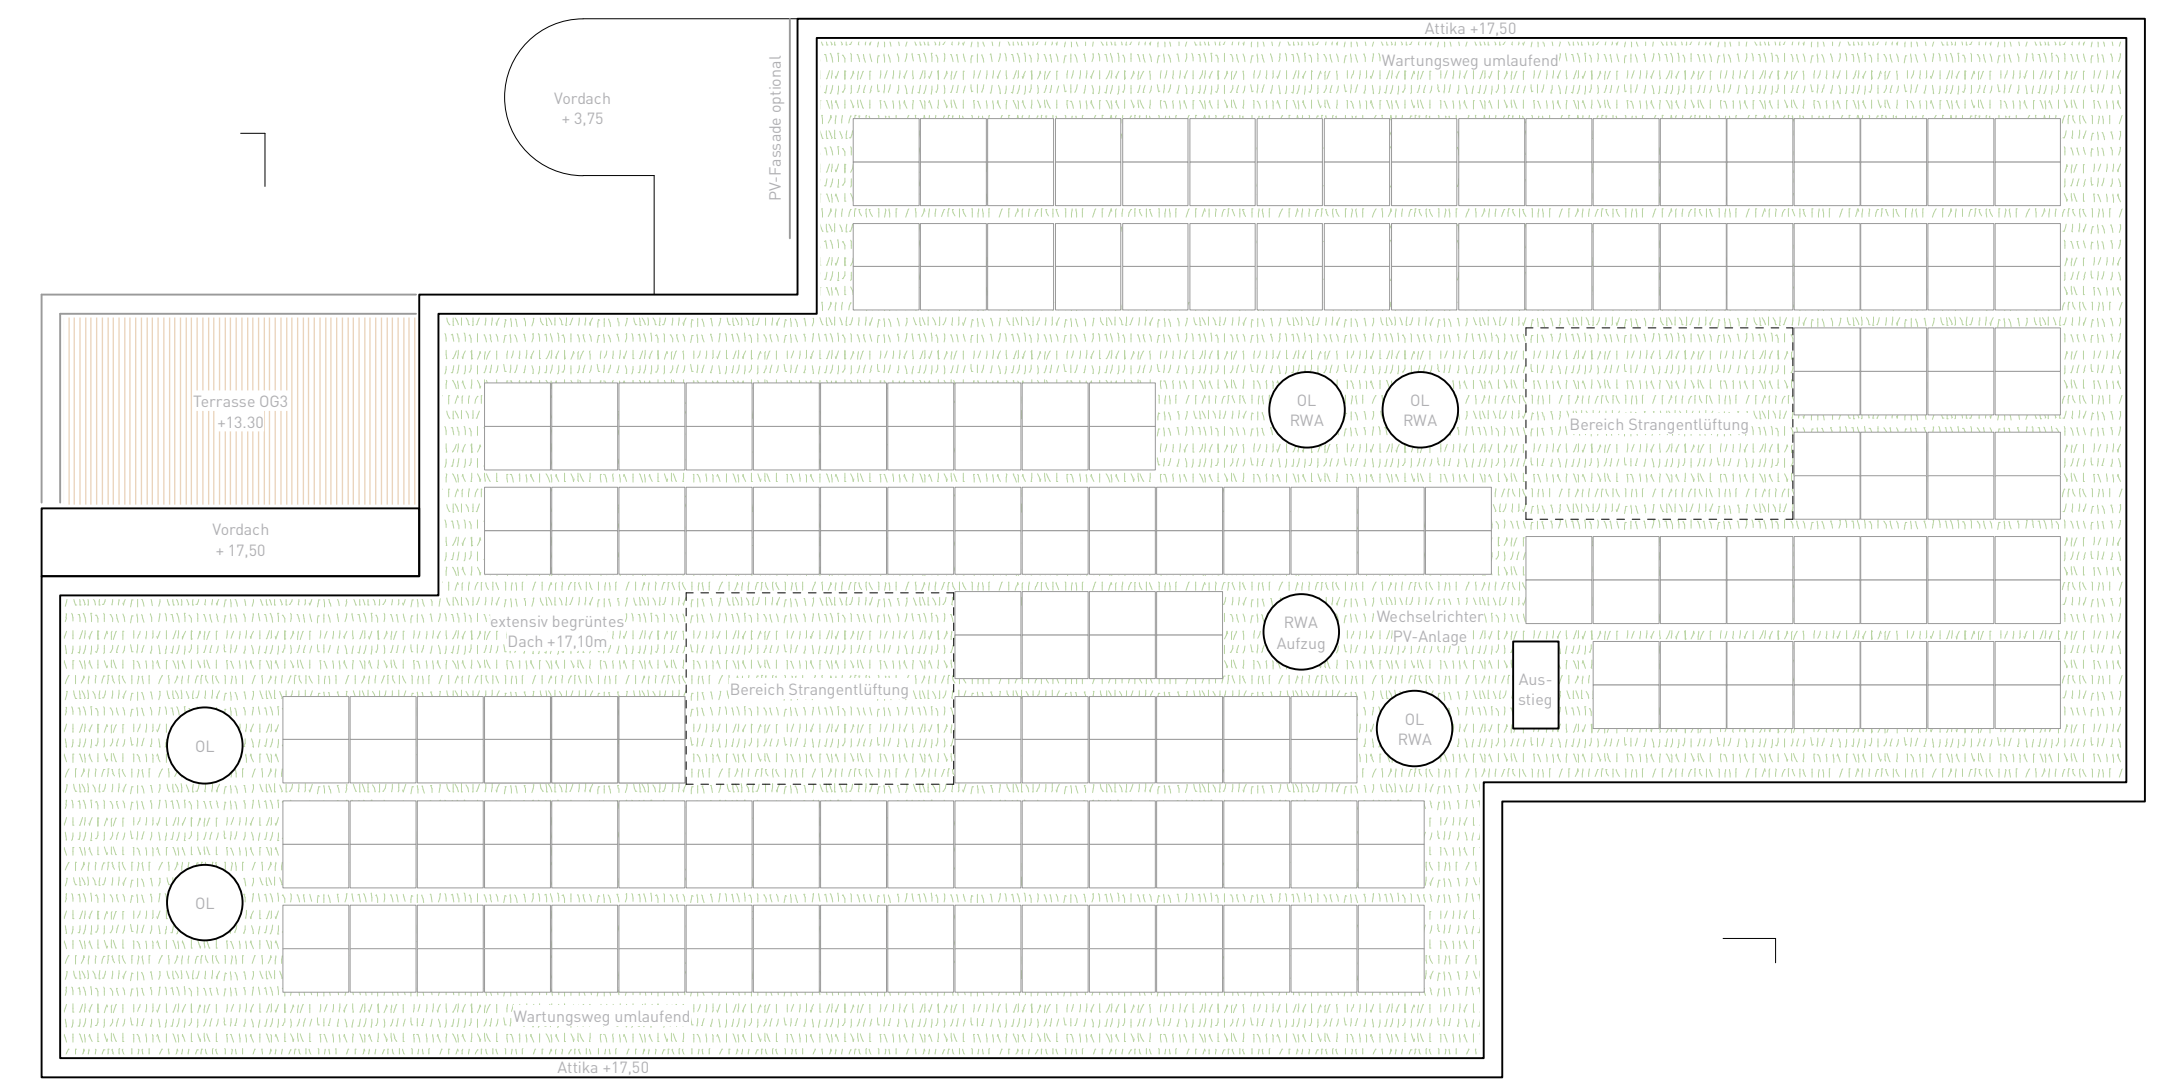 Attika +17,50
Wartungsweg umlaufend
Vordach
+ 3,75
PV-Fassade optional
Terrasse OG3
+13.30
OL
RWA
OL
RWA
Bereich Strangentlüftung
Vordach
+ 17,50
extensiv begrüntes
Dach +17,10m
RWA
Aufzug
Wechselrichter
PV-Anlage
Bereich Strangentlüftung
Aus-
stieg
OL
RWA
OL
OL
Wartungsweg umlaufend
Attika +17,50